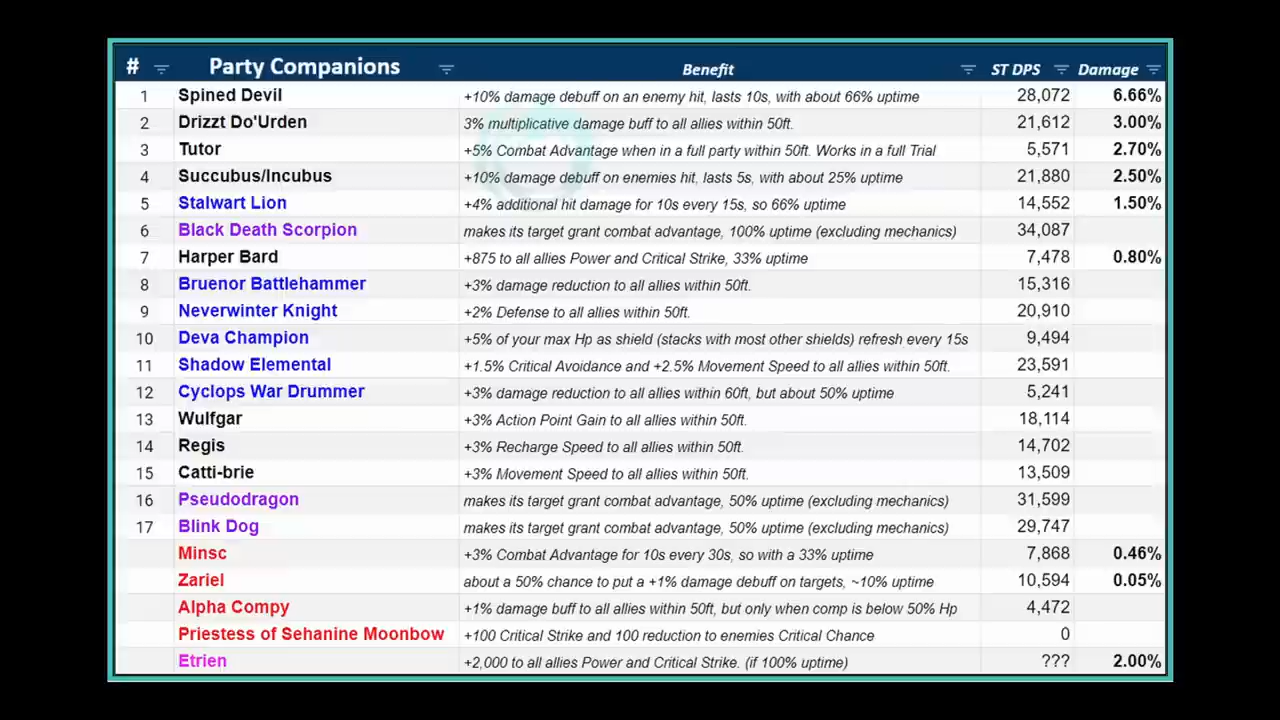 # Party Companions Benefit ST DPS Damage
1 Spined Devil +10% damage debuff on an enemy hit, lasts 10s, with about 66% uptime 28,072 6.66%
2 Drizzt Do'Urden 3% multiplicative damage buff to all allies within 50ft. 21,612 3.00%
3 Tutor +5% Combat Advantage when in a full party within 50ft. Works in a full Trial 5,571 2.70%
4 Succubus/Incubus +10% damage debuff on enemies hit, lasts 5s, with about 25% uptime 21,880 2.50%
5 Stalwart Lion +4% additional hit damage for 10s every 15s, so 66% uptime 14,552 1.50%
6 Black Death Scorpion makes its target grant combat advantage, 100% uptime (excluding mechanics) 34,087
7 Harper Bard +875 to all allies Power and Critical Strike, 33% uptime 7,478 0.80%
8 Bruenor Battlehammer +3% damage reduction to all allies within 50ft. 15,316
9 Neverwinter Knight +2% Defense to all allies within 50ft. 20,910
10 Deva Champion +5% of your max Hp as shield (stacks with most other shields) refresh every 15s 9,494
11 Shadow Elemental +1.5% Critical Avoidance and +2.5% Movement Speed to all allies within 50ft. 23,591
12 Cyclops War Drummer +3% damage reduction to all allies within 60ft, but about 50% uptime 5,241
13 Wulfgar +3% Action Point Gain to all allies within 50ft. 18,114
14 Regis +3% Recharge Speed to all allies within 50ft. 14,702
15 Catti-brie +3% Movement Speed to all allies within 50ft. 13,509
16 Pseudodragon makes its target grant combat advantage, 50% uptime (excluding mechanics) 31,599
17 Blink Dog makes its target grant combat advantage, 50% uptime (excluding mechanics) 29,747
Minsc +3% Combat Advantage for 10s every 30s, so with a 33% uptime 7,868 0.46%
Zariel about a 50% chance to put a +1% damage debuff on targets, ~10% uptime 10,594 0.05%
Alpha Compy +1% damage buff to all allies within 50ft, but only when comp is below 50% Hp 4,472
Priestess of Sehanine Moonbow +100 Critical Strike and 100 reduction to enemies Critical Chance 0
Etrien +2,000 to all allies Power and Critical Strike. (if 100% uptime) ??? 2.00%